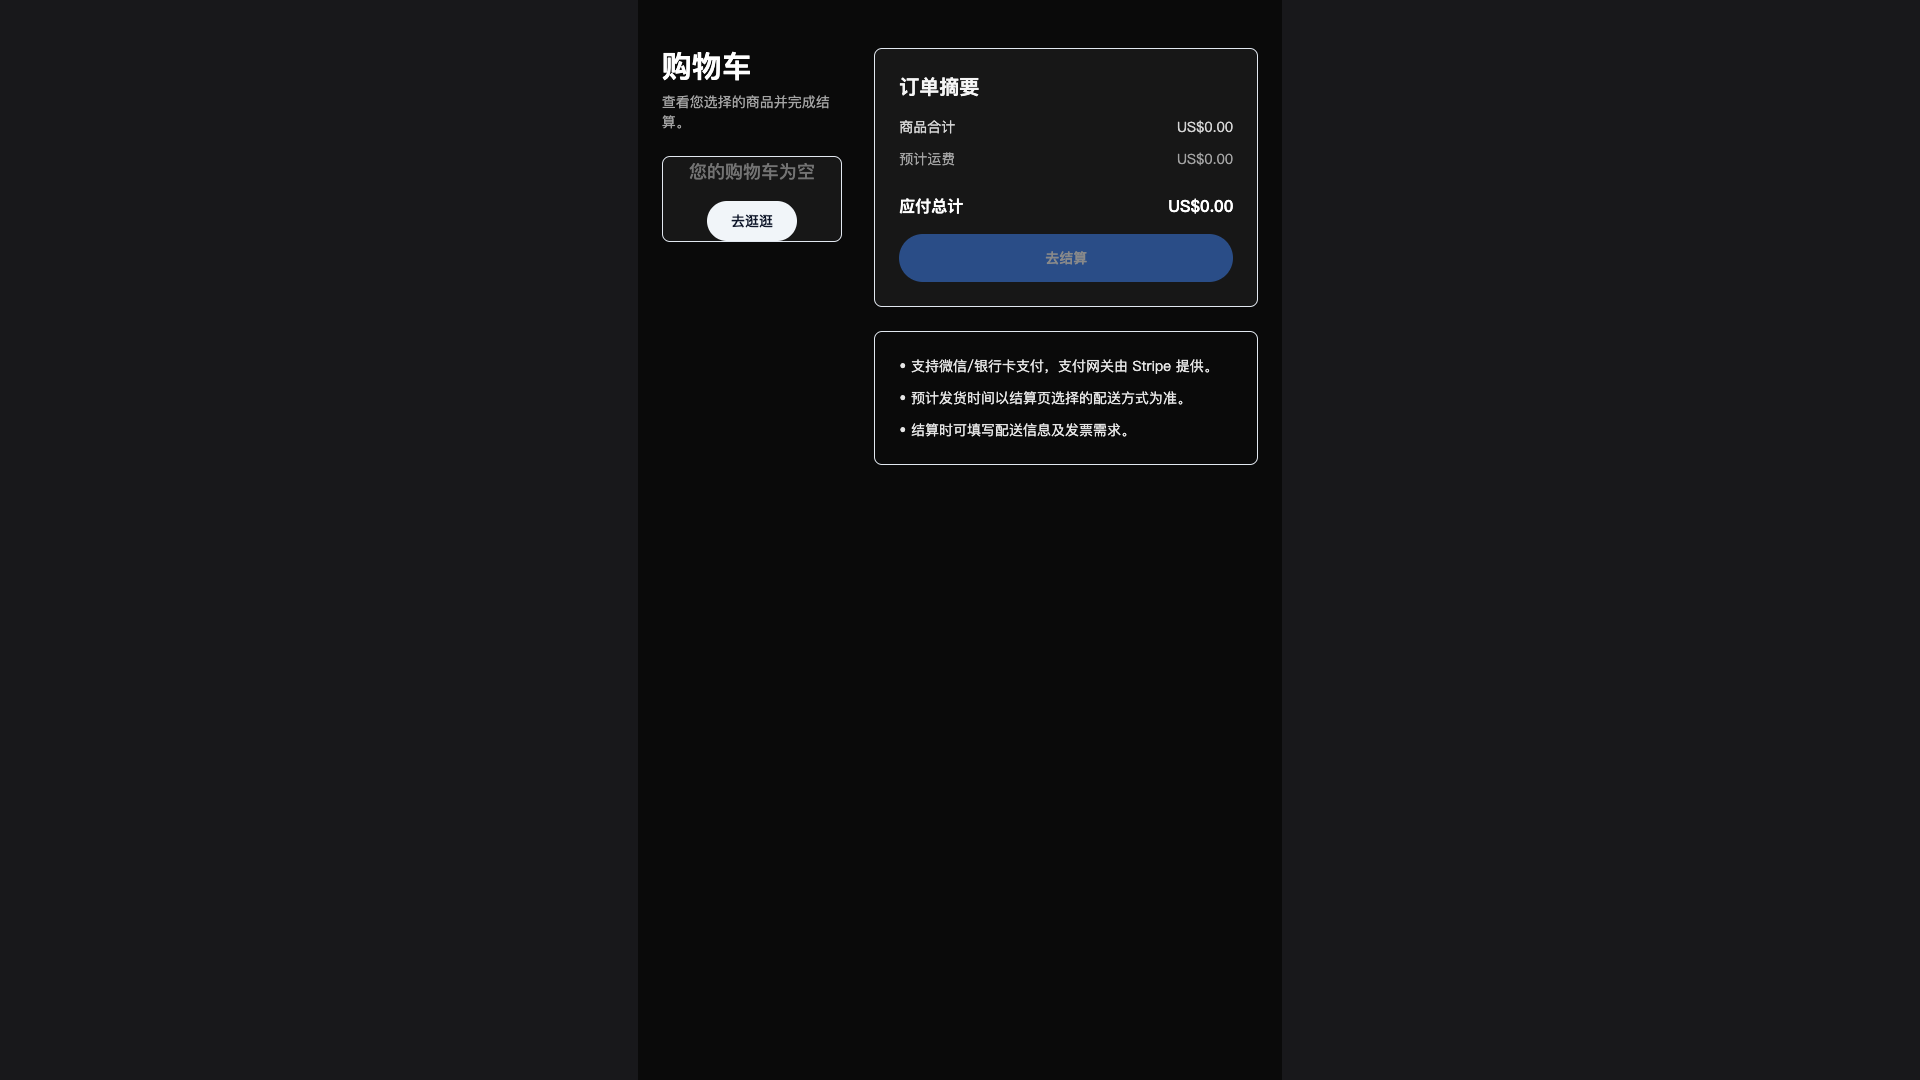 购物车
查看您选择的商品并完成结
算。
您的购物车为空
去逛逛
订单摘要
商品合计 US$0.00
预计运费 US$0.00
应付总计 US$0.00
去结算
• 支持微信/银行卡支付，支付网关由 Stripe 提供。
• 预计发货时间以结算页选择的配送方式为准。
• 结算时可填写配送信息及发票需求。